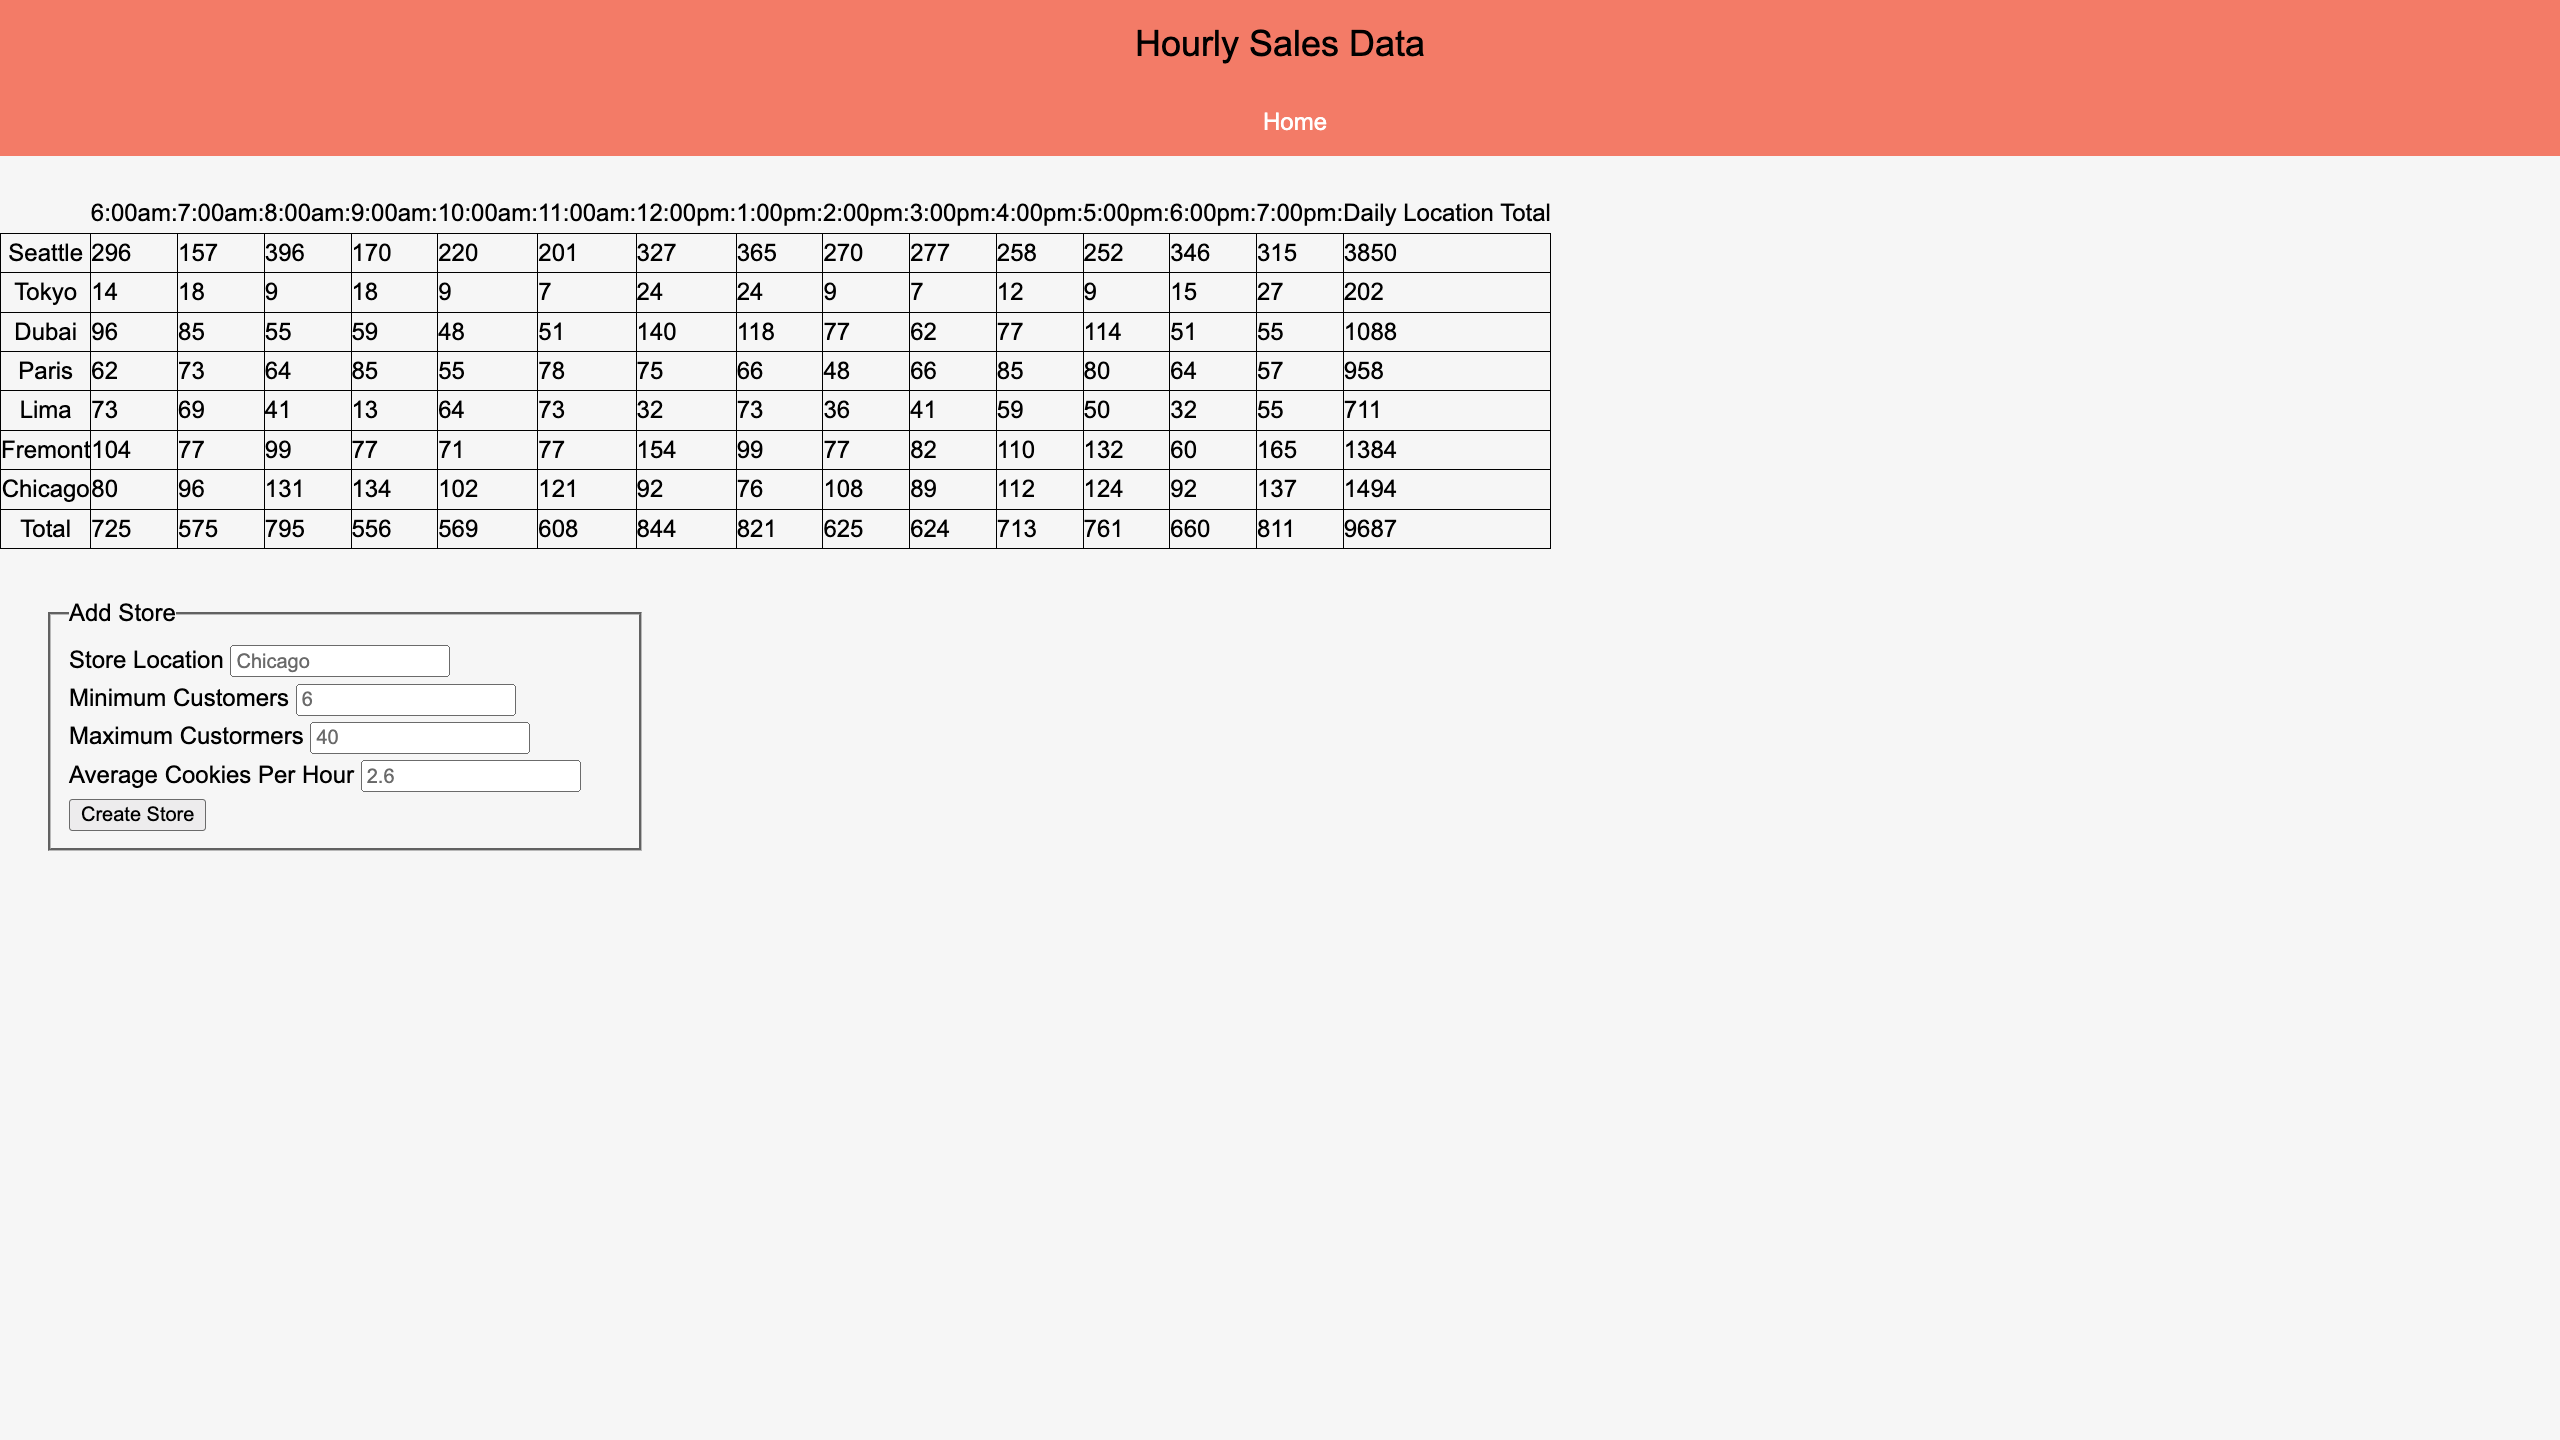 Hourly Sales Data
Home
6:00am: 7:00am: 8:00am: 9:00am: 10:00am: 11:00am: 12:00pm: 1:00pm: 2:00pm: 3:00pm: 4:00pm: 5:00pm: 6:00pm: 7:00pm: Daily Location Total
Seattle 296 157 396 170 220 201 327 365 270 277 258 252 346 315 3850
Tokyo 14 18 9 18 9 7 24 24 9 7 12 9 15 27 202
Dubai 96 85 55 59 48 51 140 118 77 62 77 114 51 55 1088
Paris 62 73 64 85 55 78 75 66 48 66 85 80 64 57 958
Lima 73 69 41 13 64 73 32 73 36 41 59 50 32 55 711
Fremont 104 77 99 77 71 77 154 99 77 82 110 132 60 165 1384
Chicago 80 96 131 134 102 121 92 76 108 89 112 124 92 137 1494
Total 725 575 795 556 569 608 844 821 625 624 713 761 660 811 9687
Add Store
Store Location Chicago
Minimum Customers 6
Maximum Custormers 40
Average Cookies Per Hour 2.6
Create Store